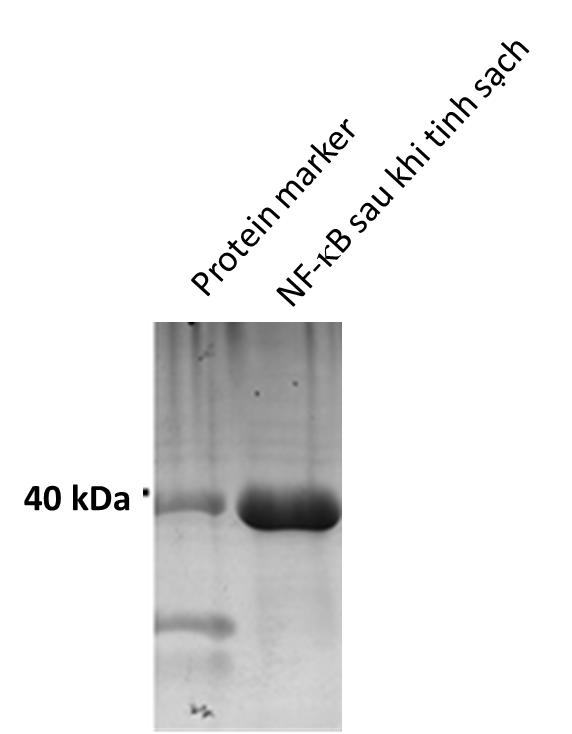 Protein marker
NF-κB sau khi tinh sạch
40 kDa